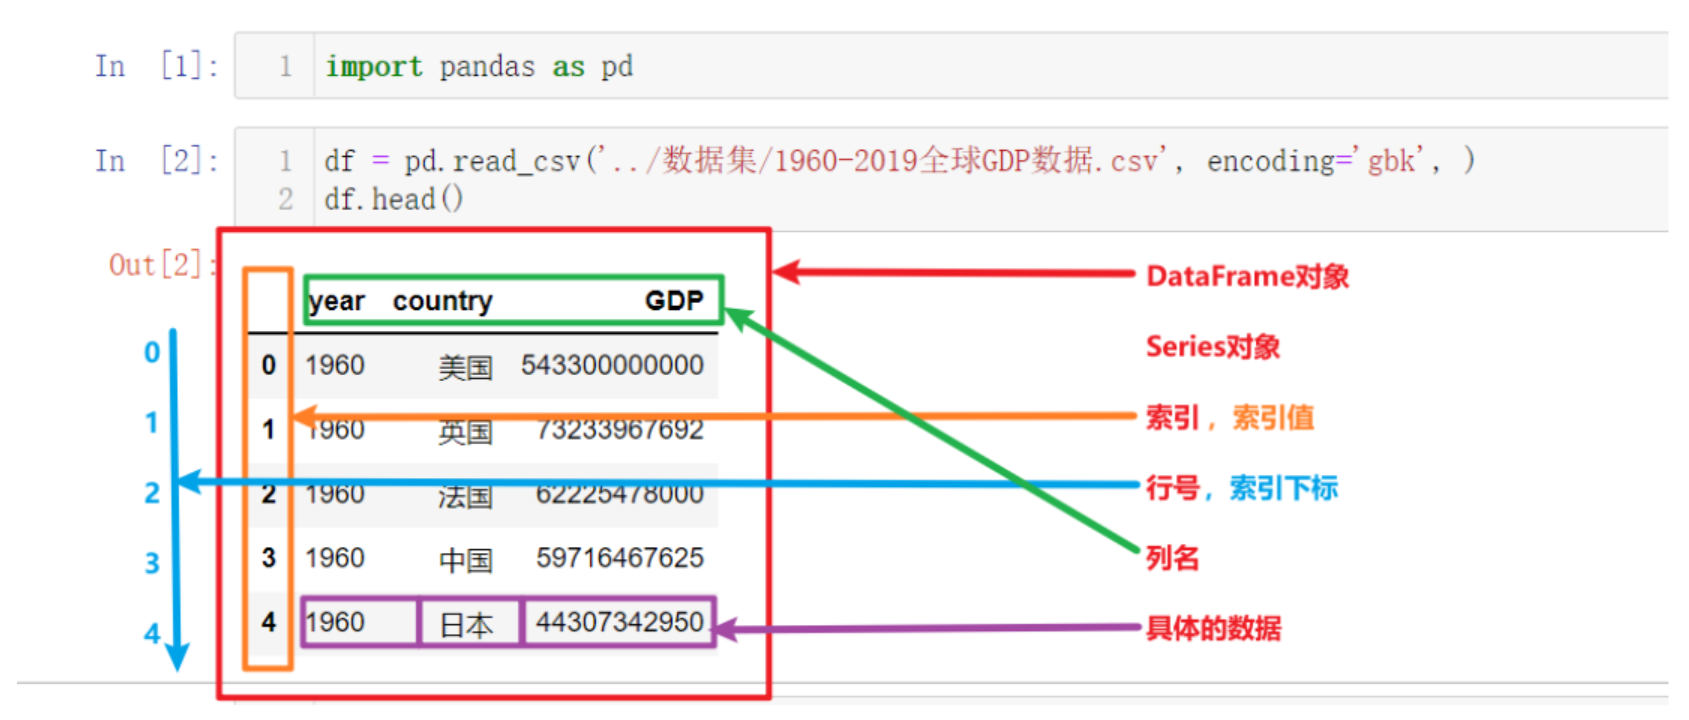 In [1]:
1 import pandas as pd
In [2]:
1 df = pd.read_csv('../数据集/1960-2019全球GDP数据.csv', encoding='gbk', )
2 df.head()
Out[2]:
year country GDP
0 1960 美国 543300000000
1 1960 英国 73233967692
2 1960 法国 62225478000
3 1960 中国 59716467625
4 1960 日本 44307342950
0
1
2
3
4
DataFrame对象
Series对象
索引，索引值
行号，索引下标
列名
具体的数据